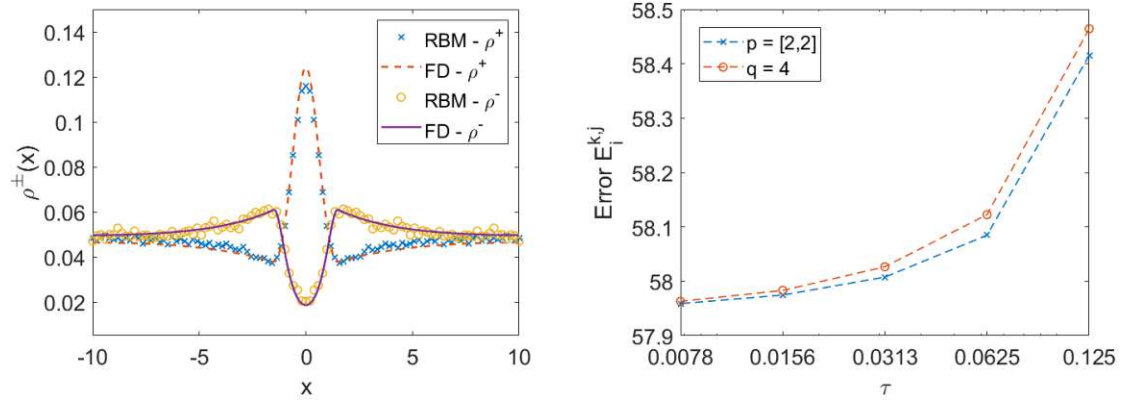 0.14
0.12
0.1
0.08
0.06
0.04
0.02
-10
-5
0
5
10
ρ±(x)
x
RBM - ρ+
FD - ρ+
RBM - ρ-
FD - ρ-
58.5
58.4
58.3
58.2
58.1
58
57.9
0.0078
0.0156
0.0313
0.0625
0.125
Error E_i^{k,j}
τ
p = [2,2]
q = 4